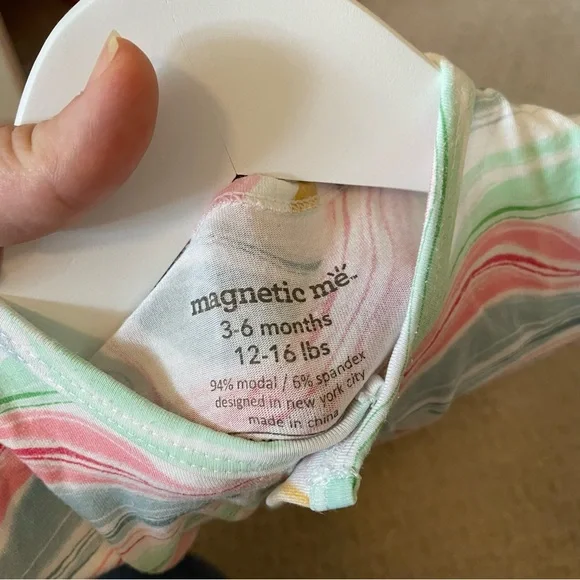 magnetic me™
3-6 months
12-16 lbs
94% modal / 6% spandex
designed in new york city
made in china